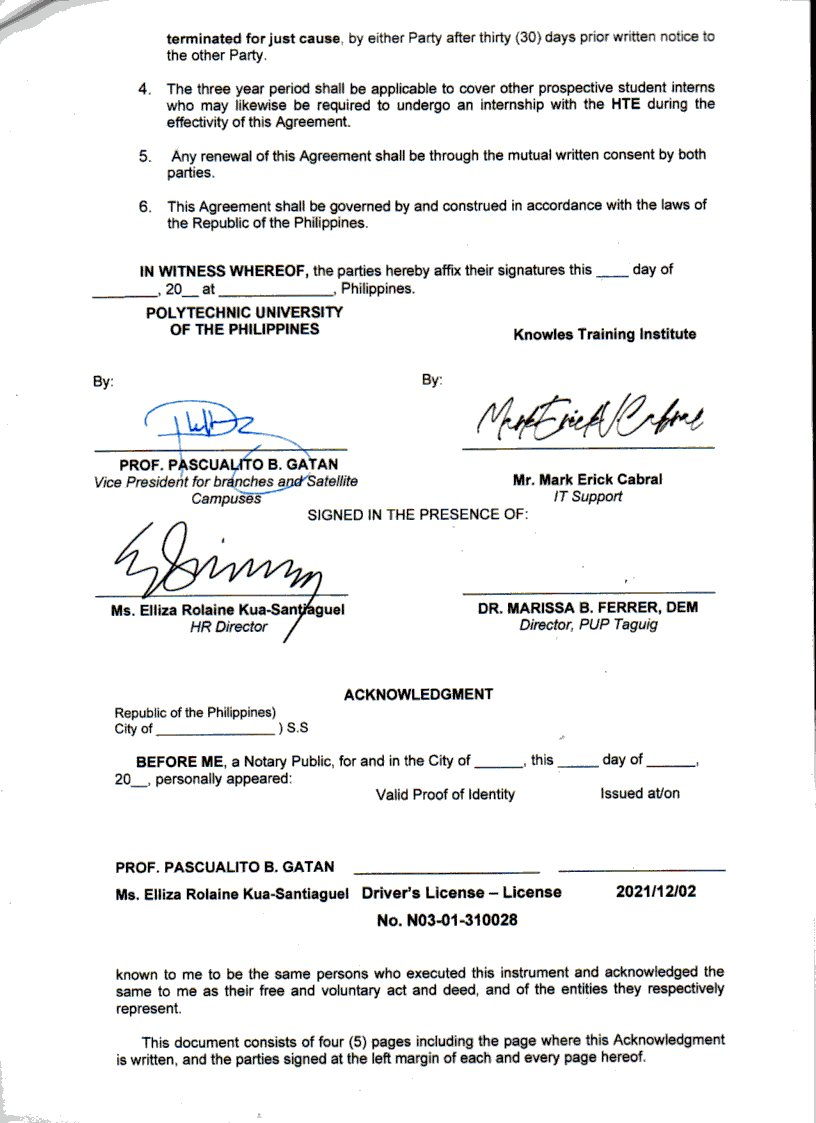 terminated for just cause, by either Party after thirty (30) days prior written notice to
the other Party.
4. The three year period shall be applicable to cover other prospective student interns
who may likewise be required to undergo an internship with the HTE during the
effectivity of this Agreement.
5. Any renewal of this Agreement shall be through the mutual written consent by both
parties.
6. This Agreement shall be governed by and construed in accordance with the laws of
the Republic of the Philippines.
IN WITNESS WHEREOF, the parties hereby affix their signatures this ____ day of
________, 20__ at ______________, Philippines.
POLYTECHNIC UNIVERSITY
OF THE PHILIPPINES
Knowles Training Institute
By:
By:
Mark Erick V Cabral
PROF. PASCUALITO B. GATAN
Vice President for branches and Satellite
Campuses
Mr. Mark Erick Cabral
IT Support
SIGNED IN THE PRESENCE OF:
Ms. Elliza Rolaine Kua-Santiaguel
HR Director
DR. MARISSA B. FERRER, DEM
Director, PUP Taguig
ACKNOWLEDGMENT
Republic of the Philippines)
City of _______________ ) S.S
BEFORE ME, a Notary Public, for and in the City of ______, this _____ day of ______,
20__, personally appeared:
Valid Proof of Identity Issued at/on
PROF. PASCUALITO B. GATAN _______________________ _____________________
Ms. Elliza Rolaine Kua-Santiaguel Driver's License – License 2021/12/02
No. N03-01-310028
known to me to be the same persons who executed this instrument and acknowledged the
same to me as their free and voluntary act and deed, and of the entities they respectively
represent.
This document consists of four (5) pages including the page where this Acknowledgment
is written, and the parties signed at the left margin of each and every page hereof.